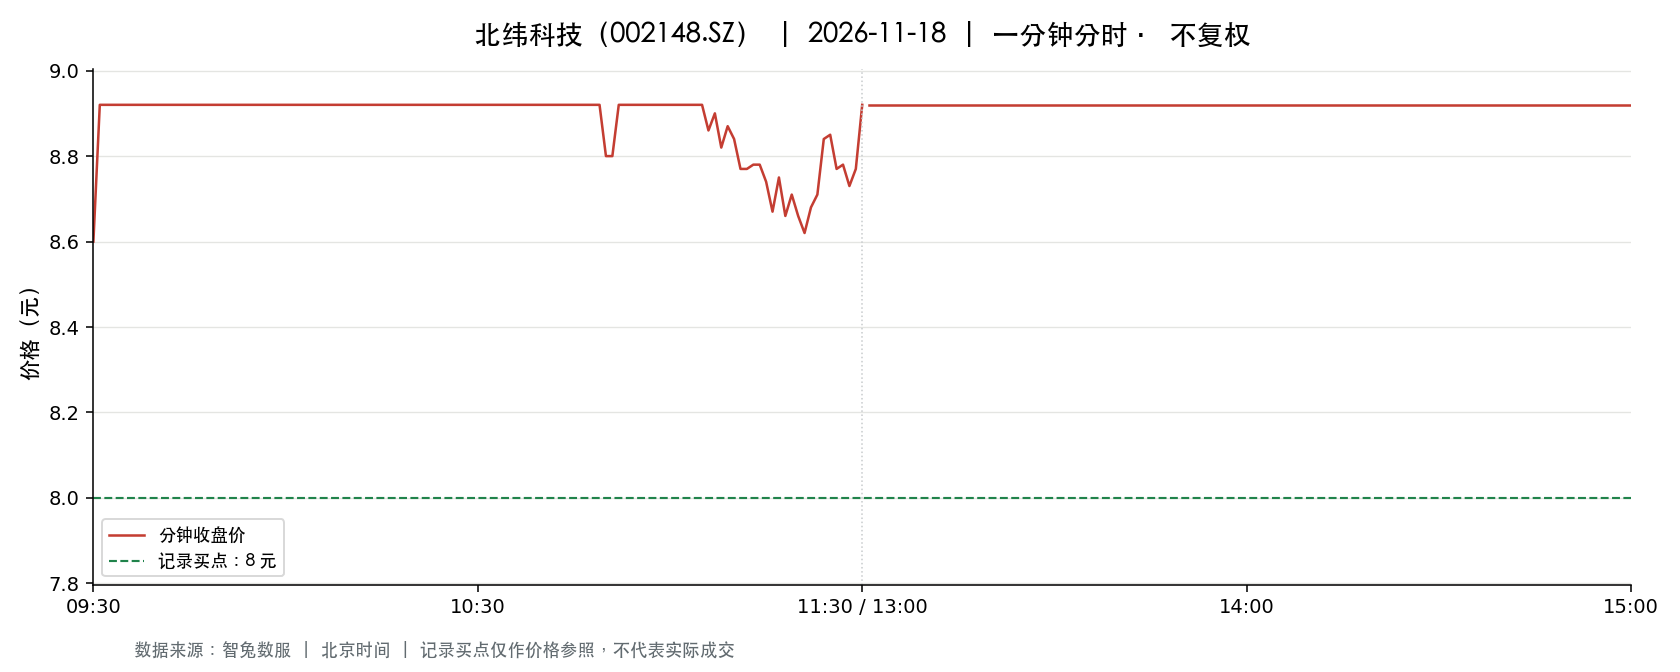 北纬科技（002148.SZ） | 2026-11-18 | 一分钟分时 · 不复权
价格（元）
9.0
8.8
8.6
8.4
8.2
8.0
7.8
分钟收盘价
记录买点：8 元
09:30 10:30 11:30 / 13:00 14:00 15:00
数据来源：智兔数服 | 北京时间 | 记录买点仅作价格参照，不代表实际成交